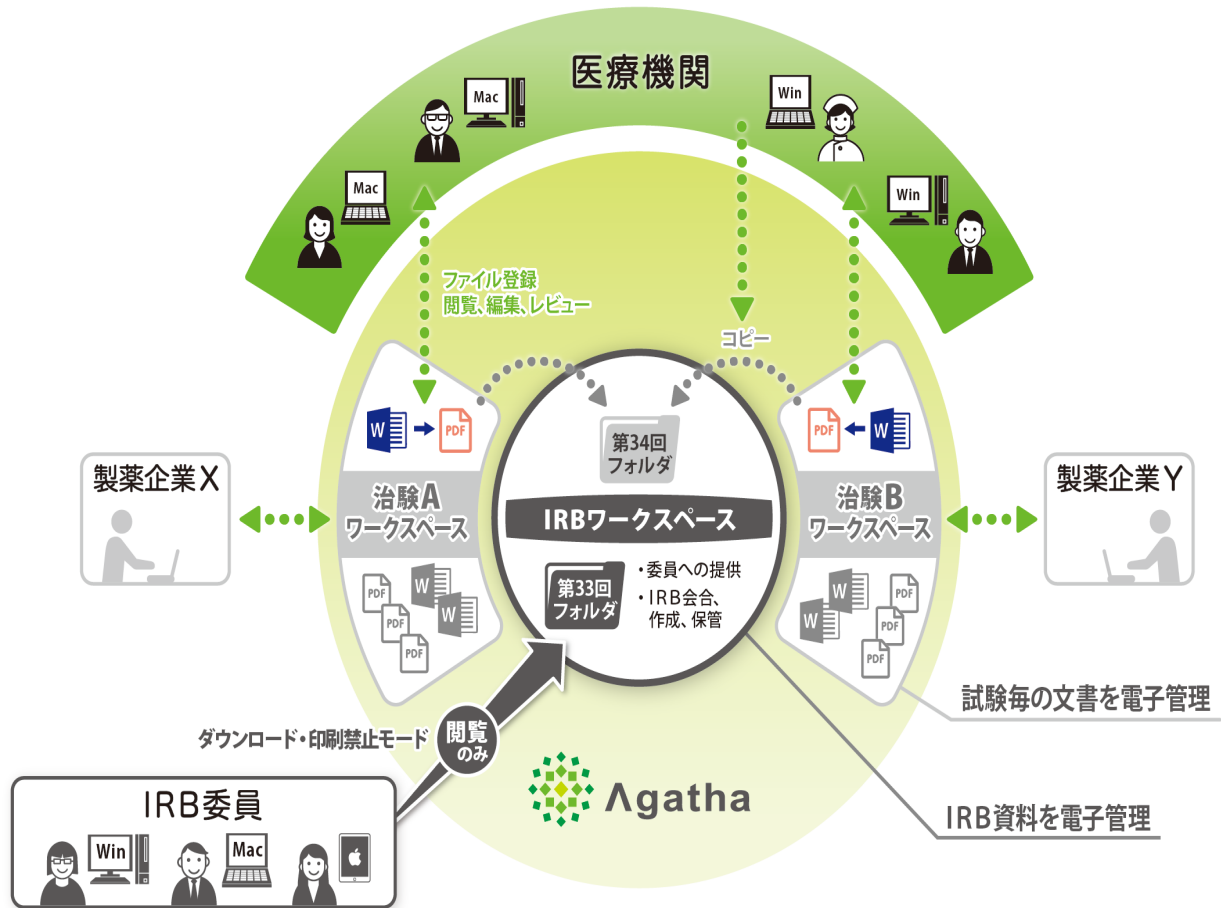 医療機関
Mac
Win
Mac
Win
ファイル登録
閲覧、編集、レビュー
コピー
W
PDF
PDF
W
第34回
フォルダ
製薬企業X
製薬企業Y
治験A
ワークスペース
IRBワークスペース
治験B
ワークスペース
第33回
フォルダ
・委員への提供
・IRB会合、
作成、保管
PDF
W
PDF
W
PDF
W
PDF
W
PDF
PDF
試験毎の文書を電子管理
ダウンロード・印刷禁止モード
閲覧
のみ
Agatha
IRB資料を電子管理
IRB委員
Win
Mac